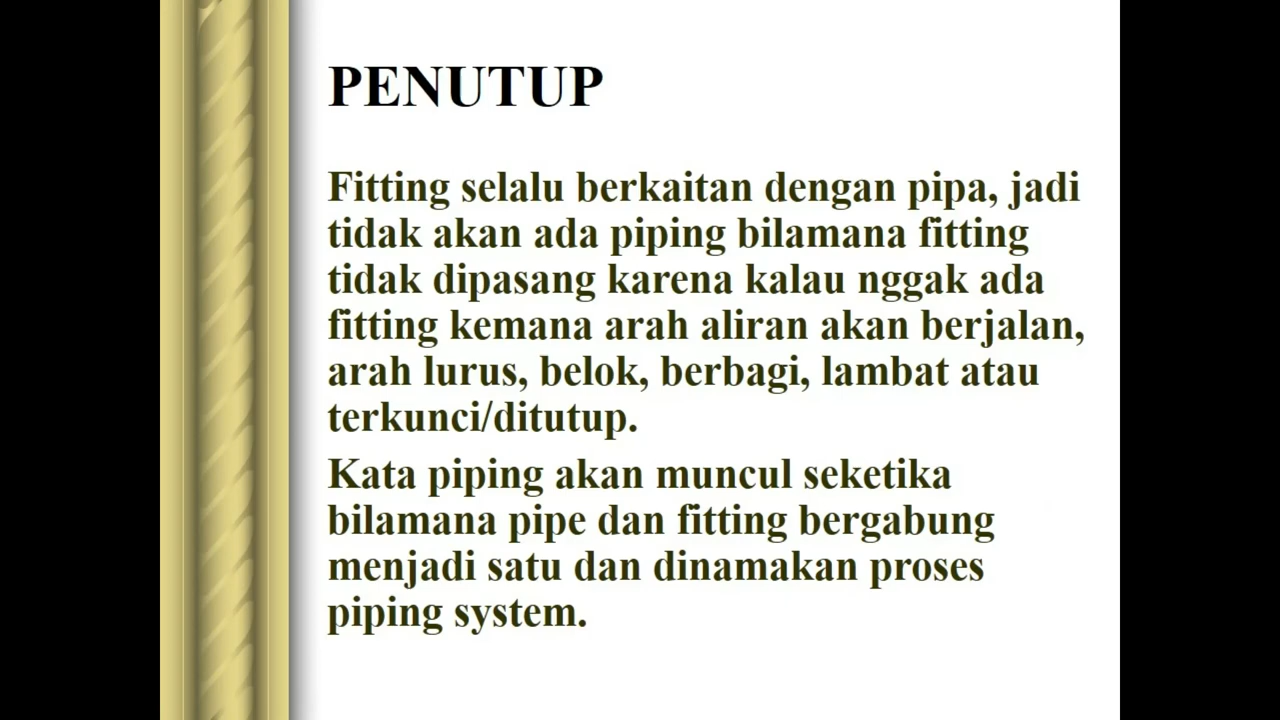 PENUTUP
Fitting selalu berkaitan dengan pipa, jadi
tidak akan ada piping bilamana fitting
tidak dipasang karena kalau nggak ada
fitting kemana arah aliran akan berjalan,
arah lurus, belok, berbagi, lambat atau
terkunci/ditutup.
Kata piping akan muncul seketika
bilamana pipe dan fitting bergabung
menjadi satu dan dinamakan proses
piping system.